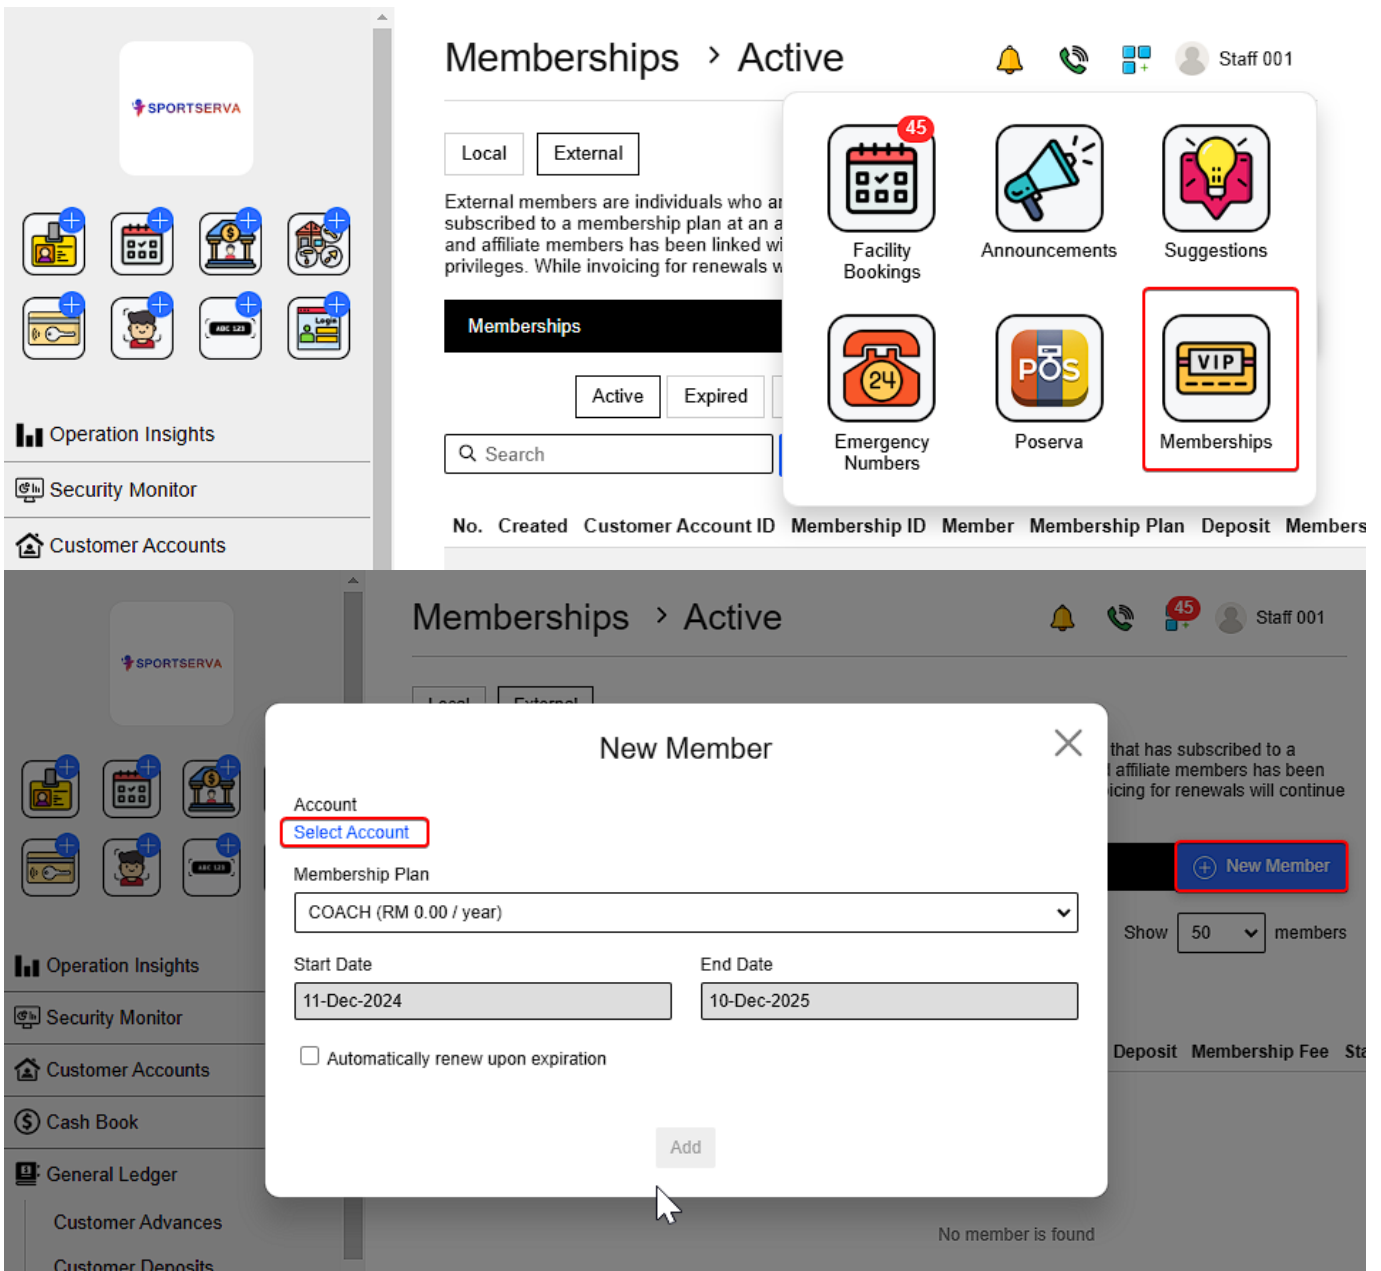 Memberships > Active
Staff 001
SPORTSERVA
Local
External
External members are individuals who ar
subscribed to a membership plan at an a
and affiliate members has been linked wi
privileges. While invoicing for renewals w
Memberships
Active
Expired
Search
45
Facility
Bookings
Announcements
Suggestions
24
Emergency
Numbers
POS
Poserva
VIP
Memberships
ABC 123
Login
Operation Insights
Security Monitor
Customer Accounts
No. Created Customer Account ID Membership ID Member Membership Plan Deposit Members
Memberships > Active
45
Staff 001
SPORTSERVA
Local
External
that has subscribed to a
affiliate members has been
icing for renewals will continue
New Member
Show 50 members
ABC 123
New Member
Account
Select Account
Membership Plan
COACH (RM 0.00 / year)
Start Date
End Date
11-Dec-2024
10-Dec-2025
Automatically renew upon expiration
Add
Deposit Membership Fee Sta
Operation Insights
Security Monitor
Customer Accounts
Cash Book
General Ledger
Customer Advances
Customer Deposits
No member is found